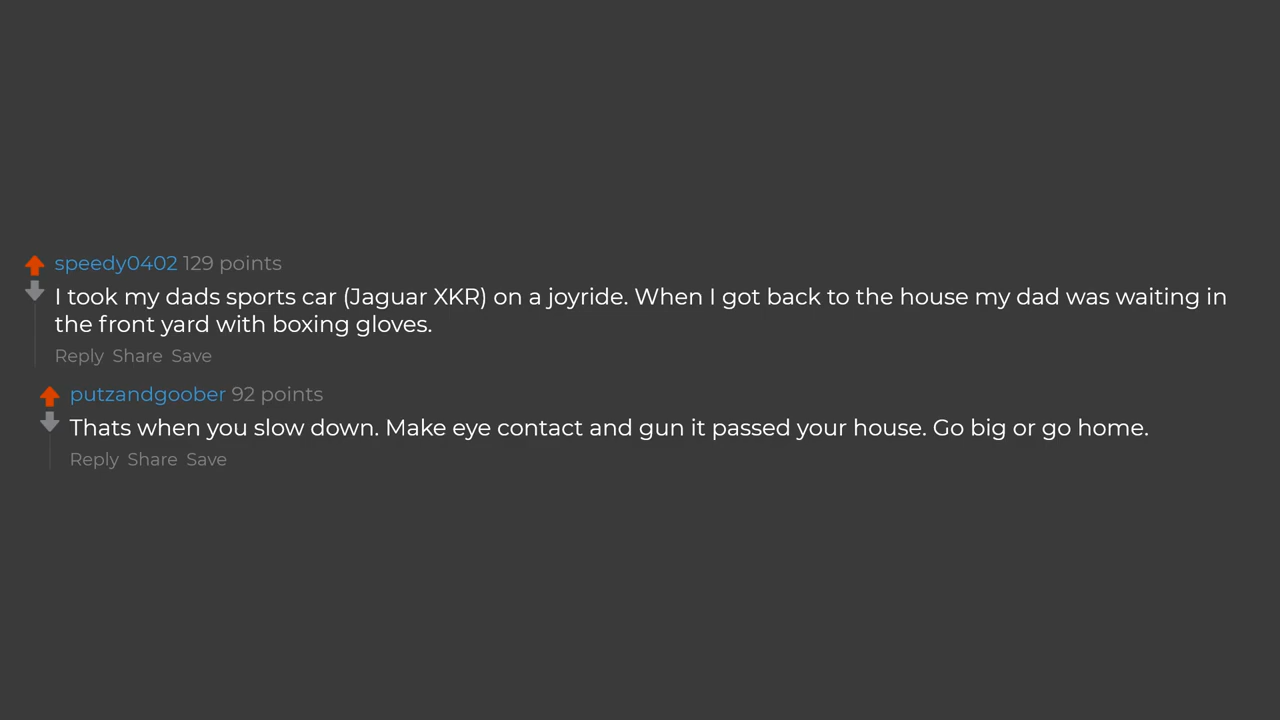 speedy0402 129 points
I took my dads sports car (Jaguar XKR) on a joyride. When I got back to the house my dad was waiting in
the front yard with boxing gloves.
Reply Share Save
putzandgoober 92 points
Thats when you slow down. Make eye contact and gun it passed your house. Go big or go home.
Reply Share Save